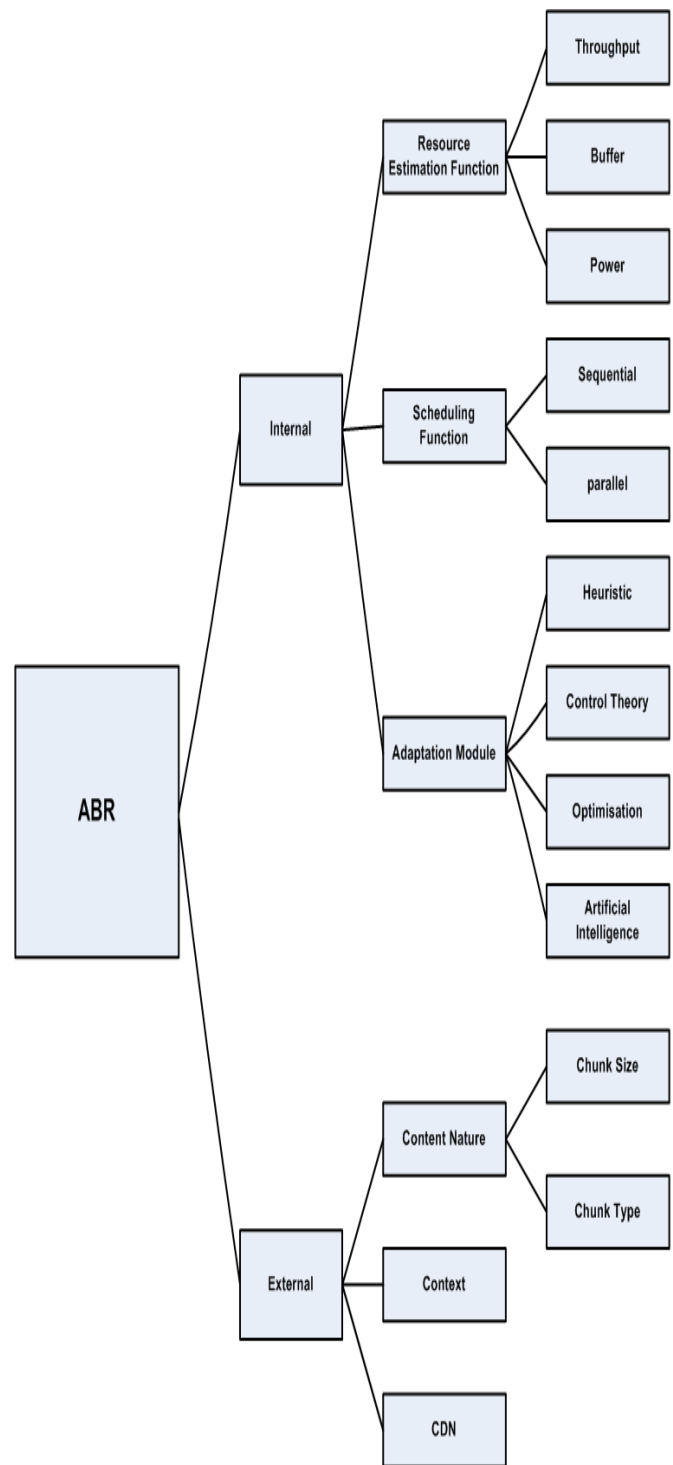 Throughput
Resource
Estimation Function
Buffer
Power
Sequential
Internal
Scheduling
Function
parallel
Heuristic
Control Theory
Adaptation Module
ABR
Optimisation
Artificial
Intelligence
Chunk Size
Content Nature
Chunk Type
External
Context
CDN